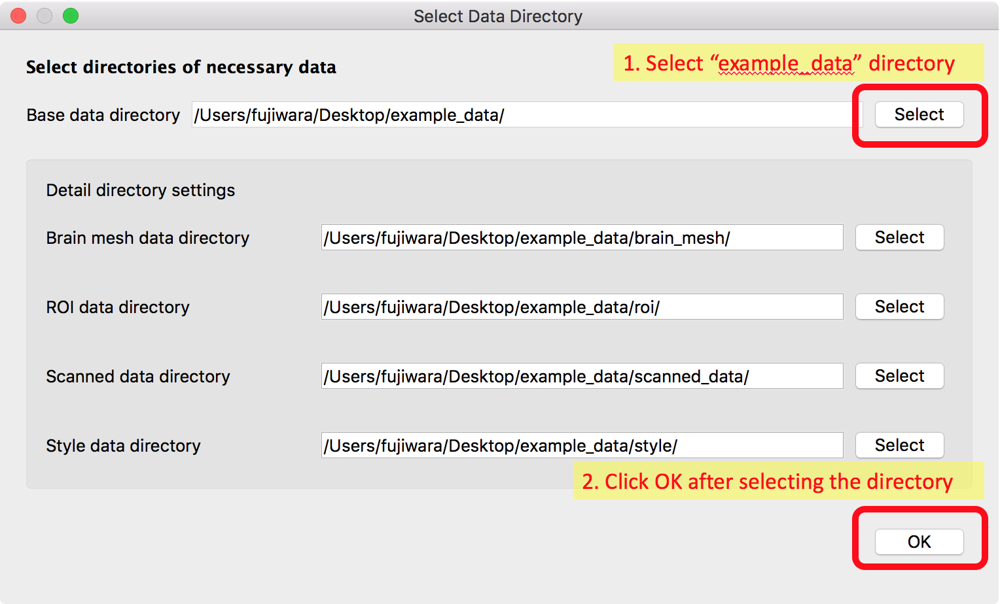 Select Data Directory
Select directories of necessary data
1. Select “example_data” directory
Base data directory /Users/fujiwara/Desktop/example_data/ Select
Detail directory settings
Brain mesh data directory /Users/fujiwara/Desktop/example_data/brain_mesh/ Select
ROI data directory /Users/fujiwara/Desktop/example_data/roi/ Select
Scanned data directory /Users/fujiwara/Desktop/example_data/scanned_data/ Select
Style data directory /Users/fujiwara/Desktop/example_data/style/ Select
2. Click OK after selecting the directory
OK